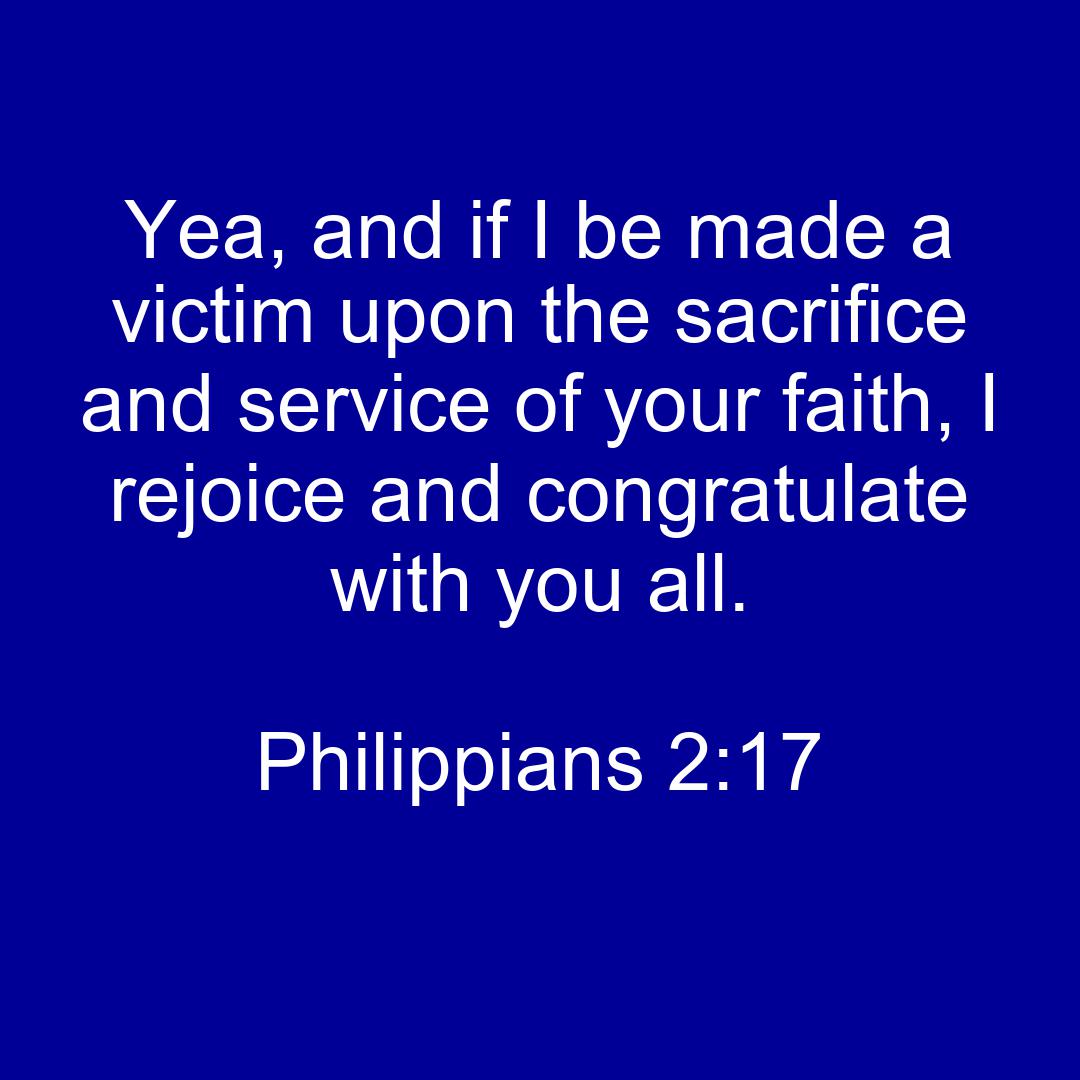 Yea, and if I be made a
victim upon the sacrifice
and service of your faith, I
rejoice and congratulate
with you all.
Philippians 2:17